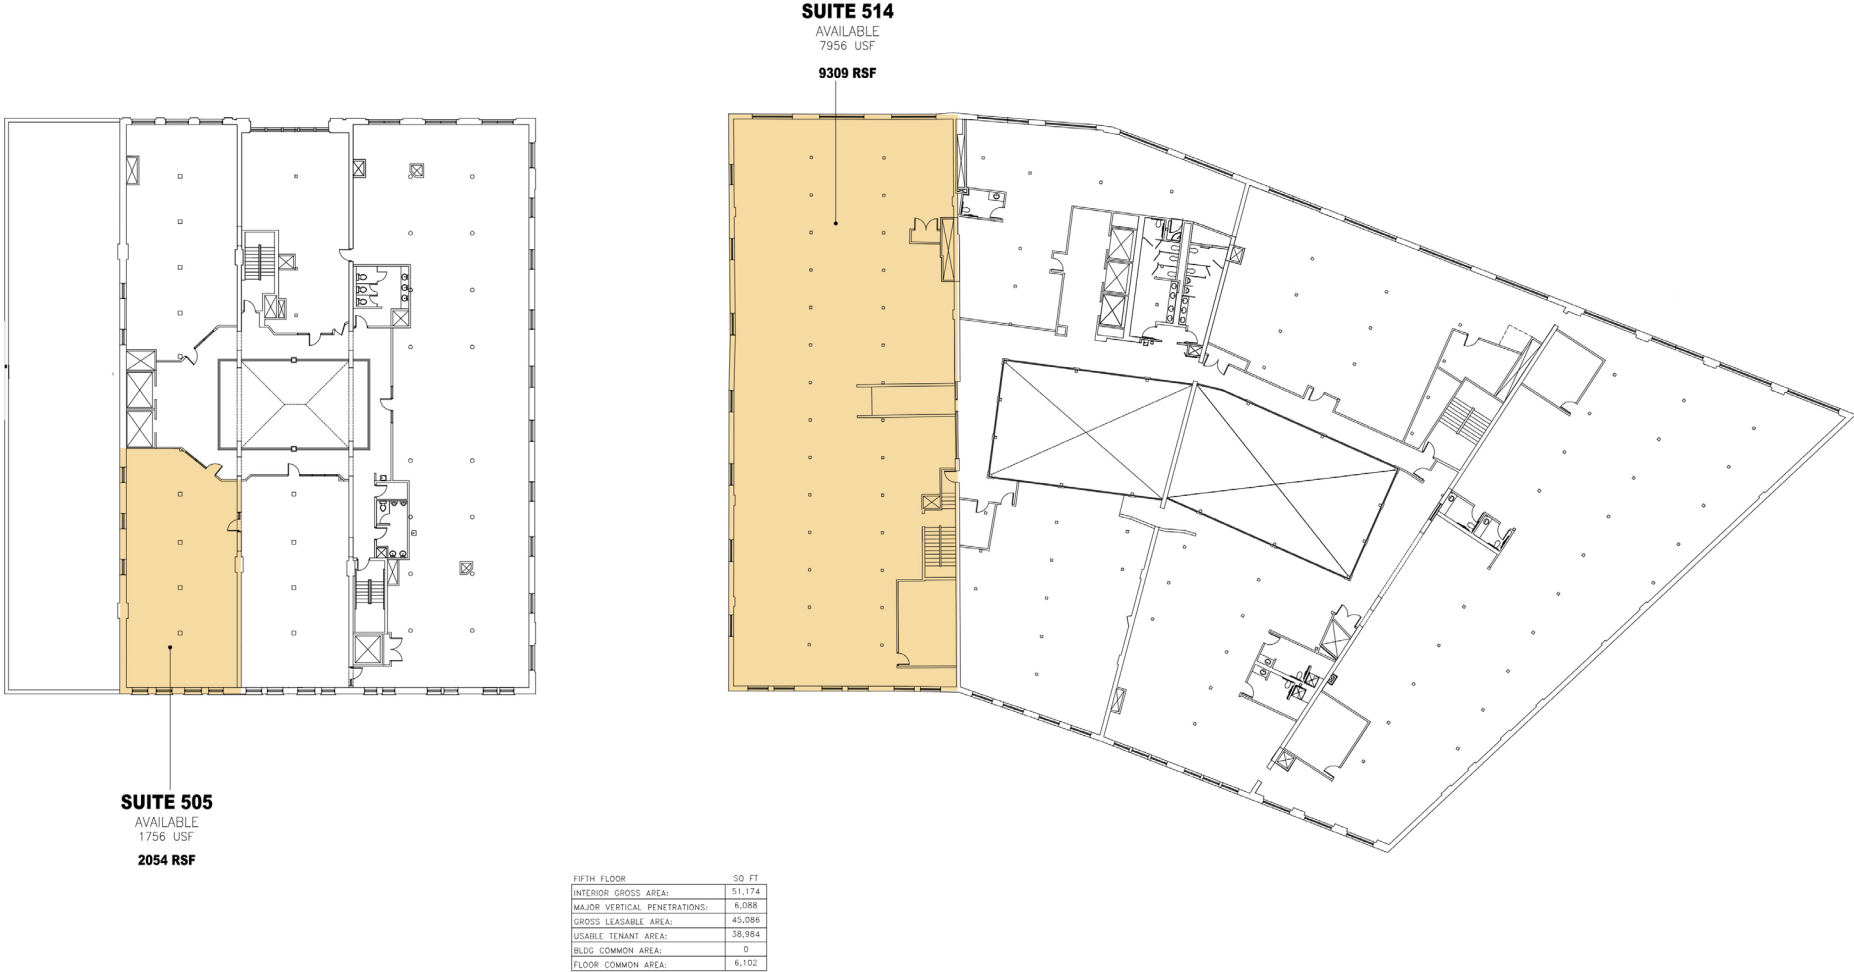 SUITE 514
AVAILABLE
7956 USF
9309 RSF
SUITE 505
AVAILABLE
1756 USF
2054 RSF
FIFTH FLOOR SQ FT
INTERIOR GROSS AREA: 51,174
MAJOR VERTICAL PENETRATIONS: 6,088
GROSS LEASABLE AREA: 45,086
USABLE TENANT AREA: 38,984
BLDG COMMON AREA: 0
FLOOR COMMON AREA: 6,102